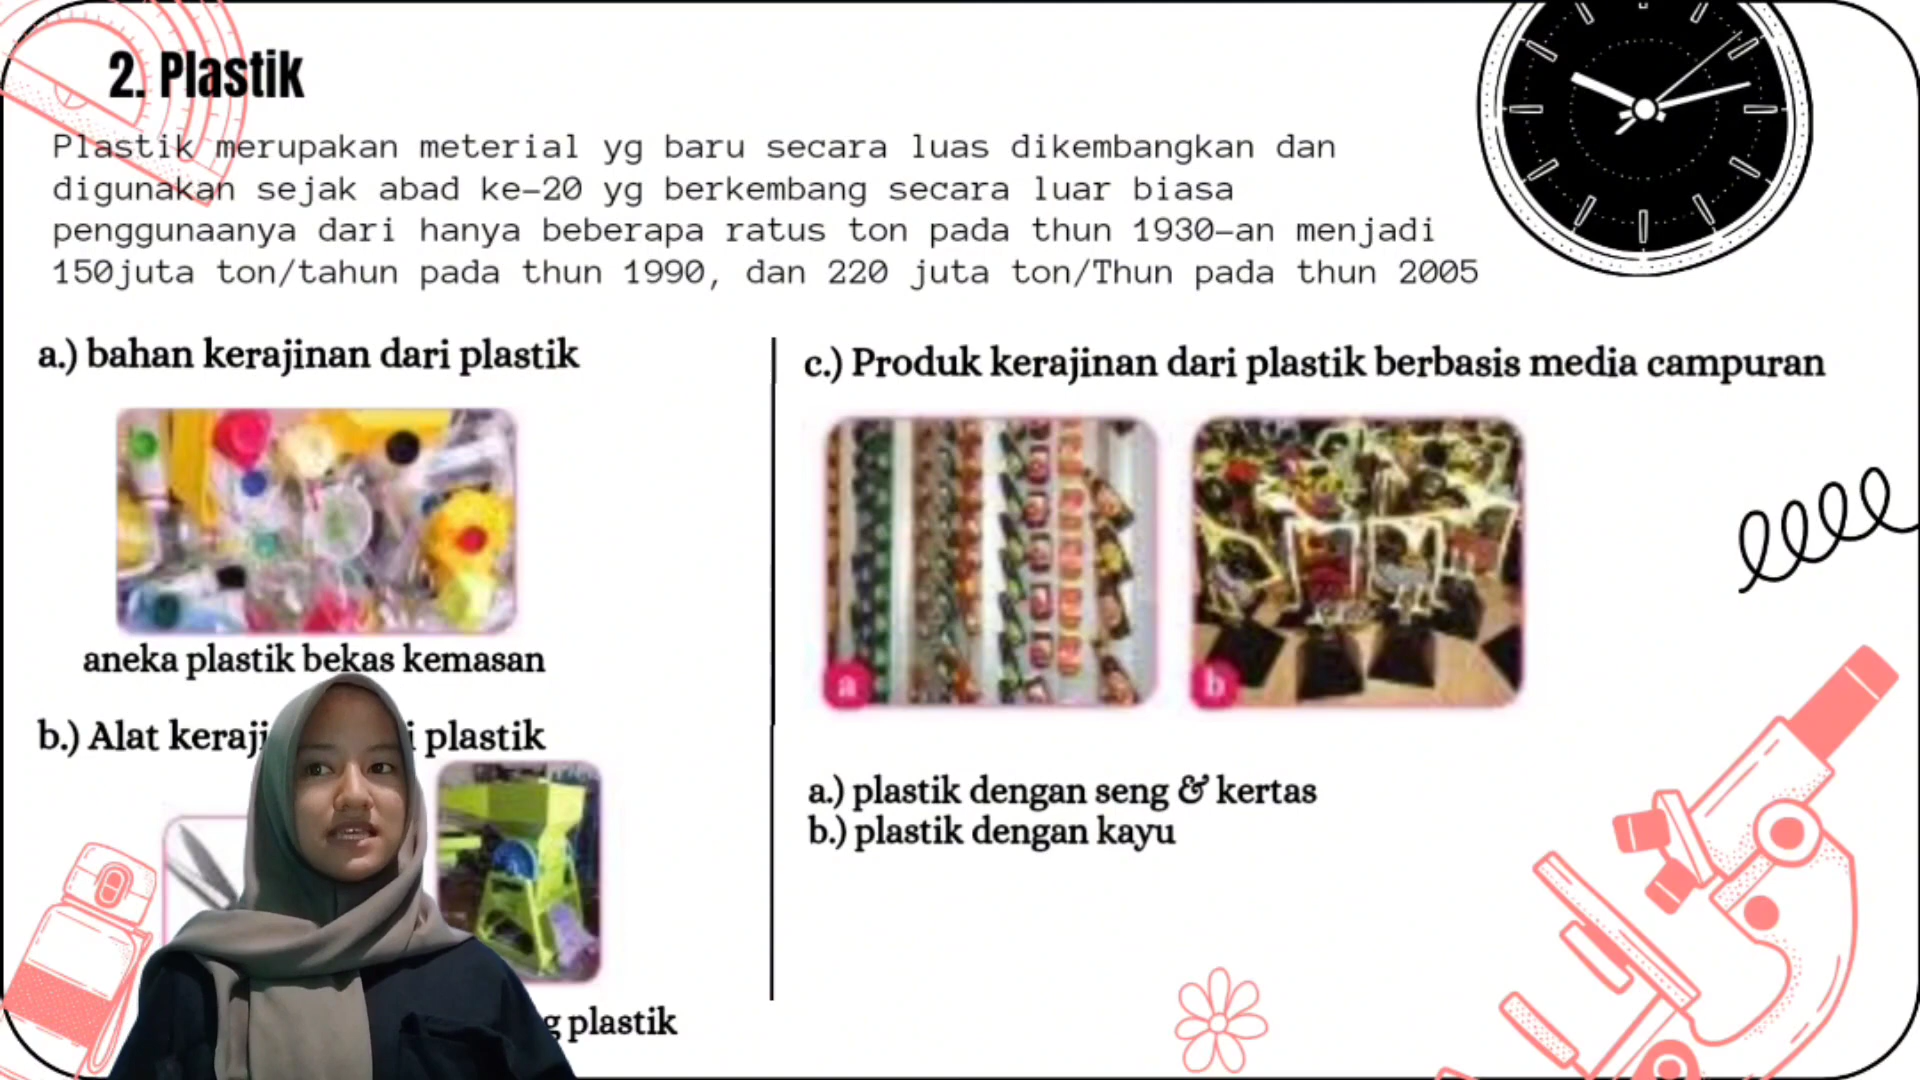 2. Plastik
Plastik merupakan meterial yg baru secara luas dikembangkan dan
digunakan sejak abad ke-20 yg berkembang secara luar biasa
penggunaanya dari hanya beberapa ratus ton pada thun 1930-an menjadi
150juta ton/tahun pada thun 1990, dan 220 juta ton/Thun pada thun 2005
a.) bahan kerajinan dari plastik
aneka plastik bekas kemasan
b.) Alat plastik
plastik
c.) Produk kerajinan dari plastik berbasis media campuran
a
b
a.) plastik dengan seng & kertas
b.) plastik dengan kayu